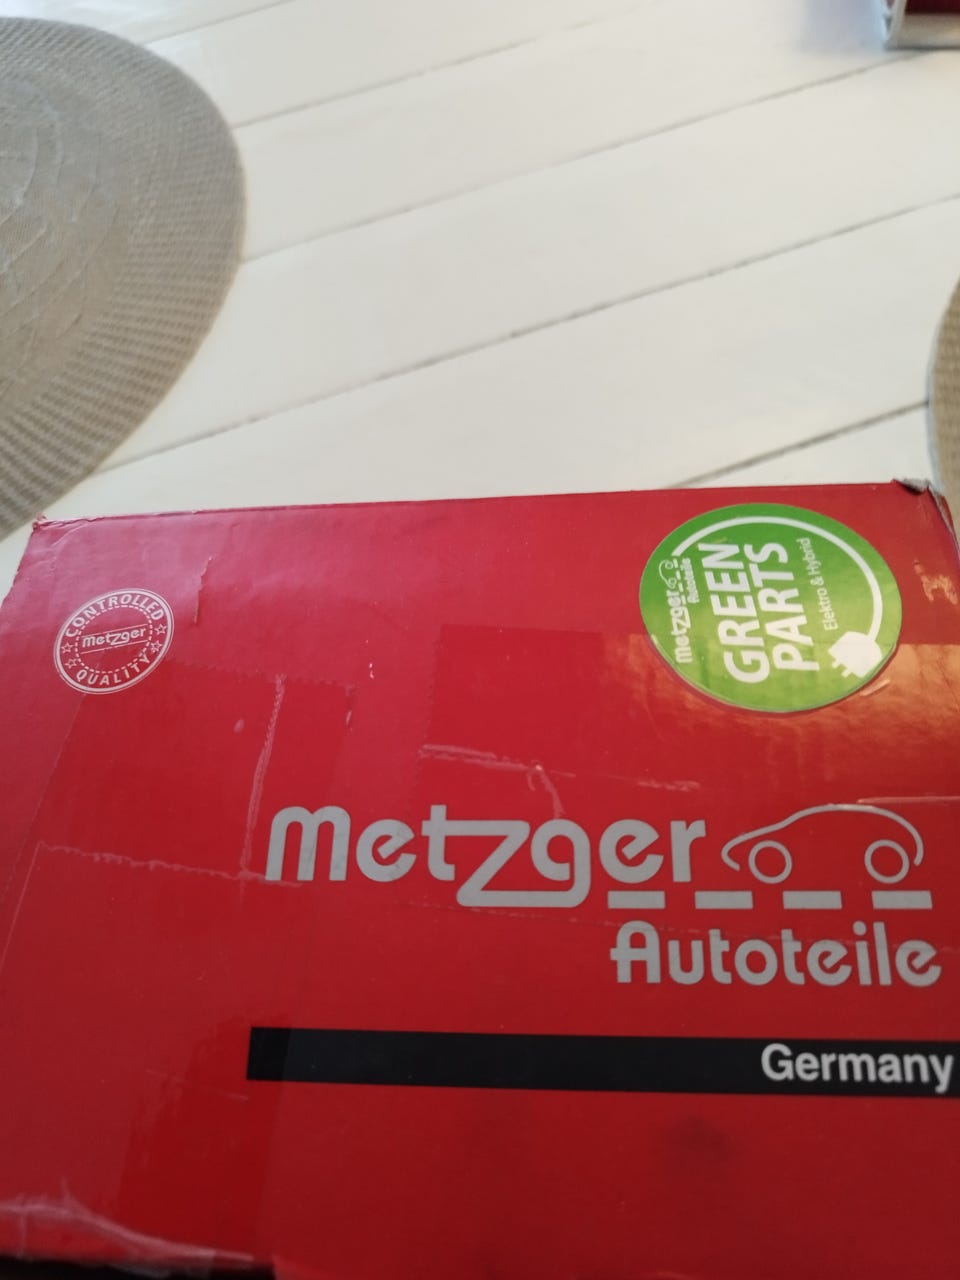 CONTROLLED
metzger
QUALITY
metzger
Autoteile
GREEN
PARTS
Elektro & Hybrid
metzger
Autoteile
Germany